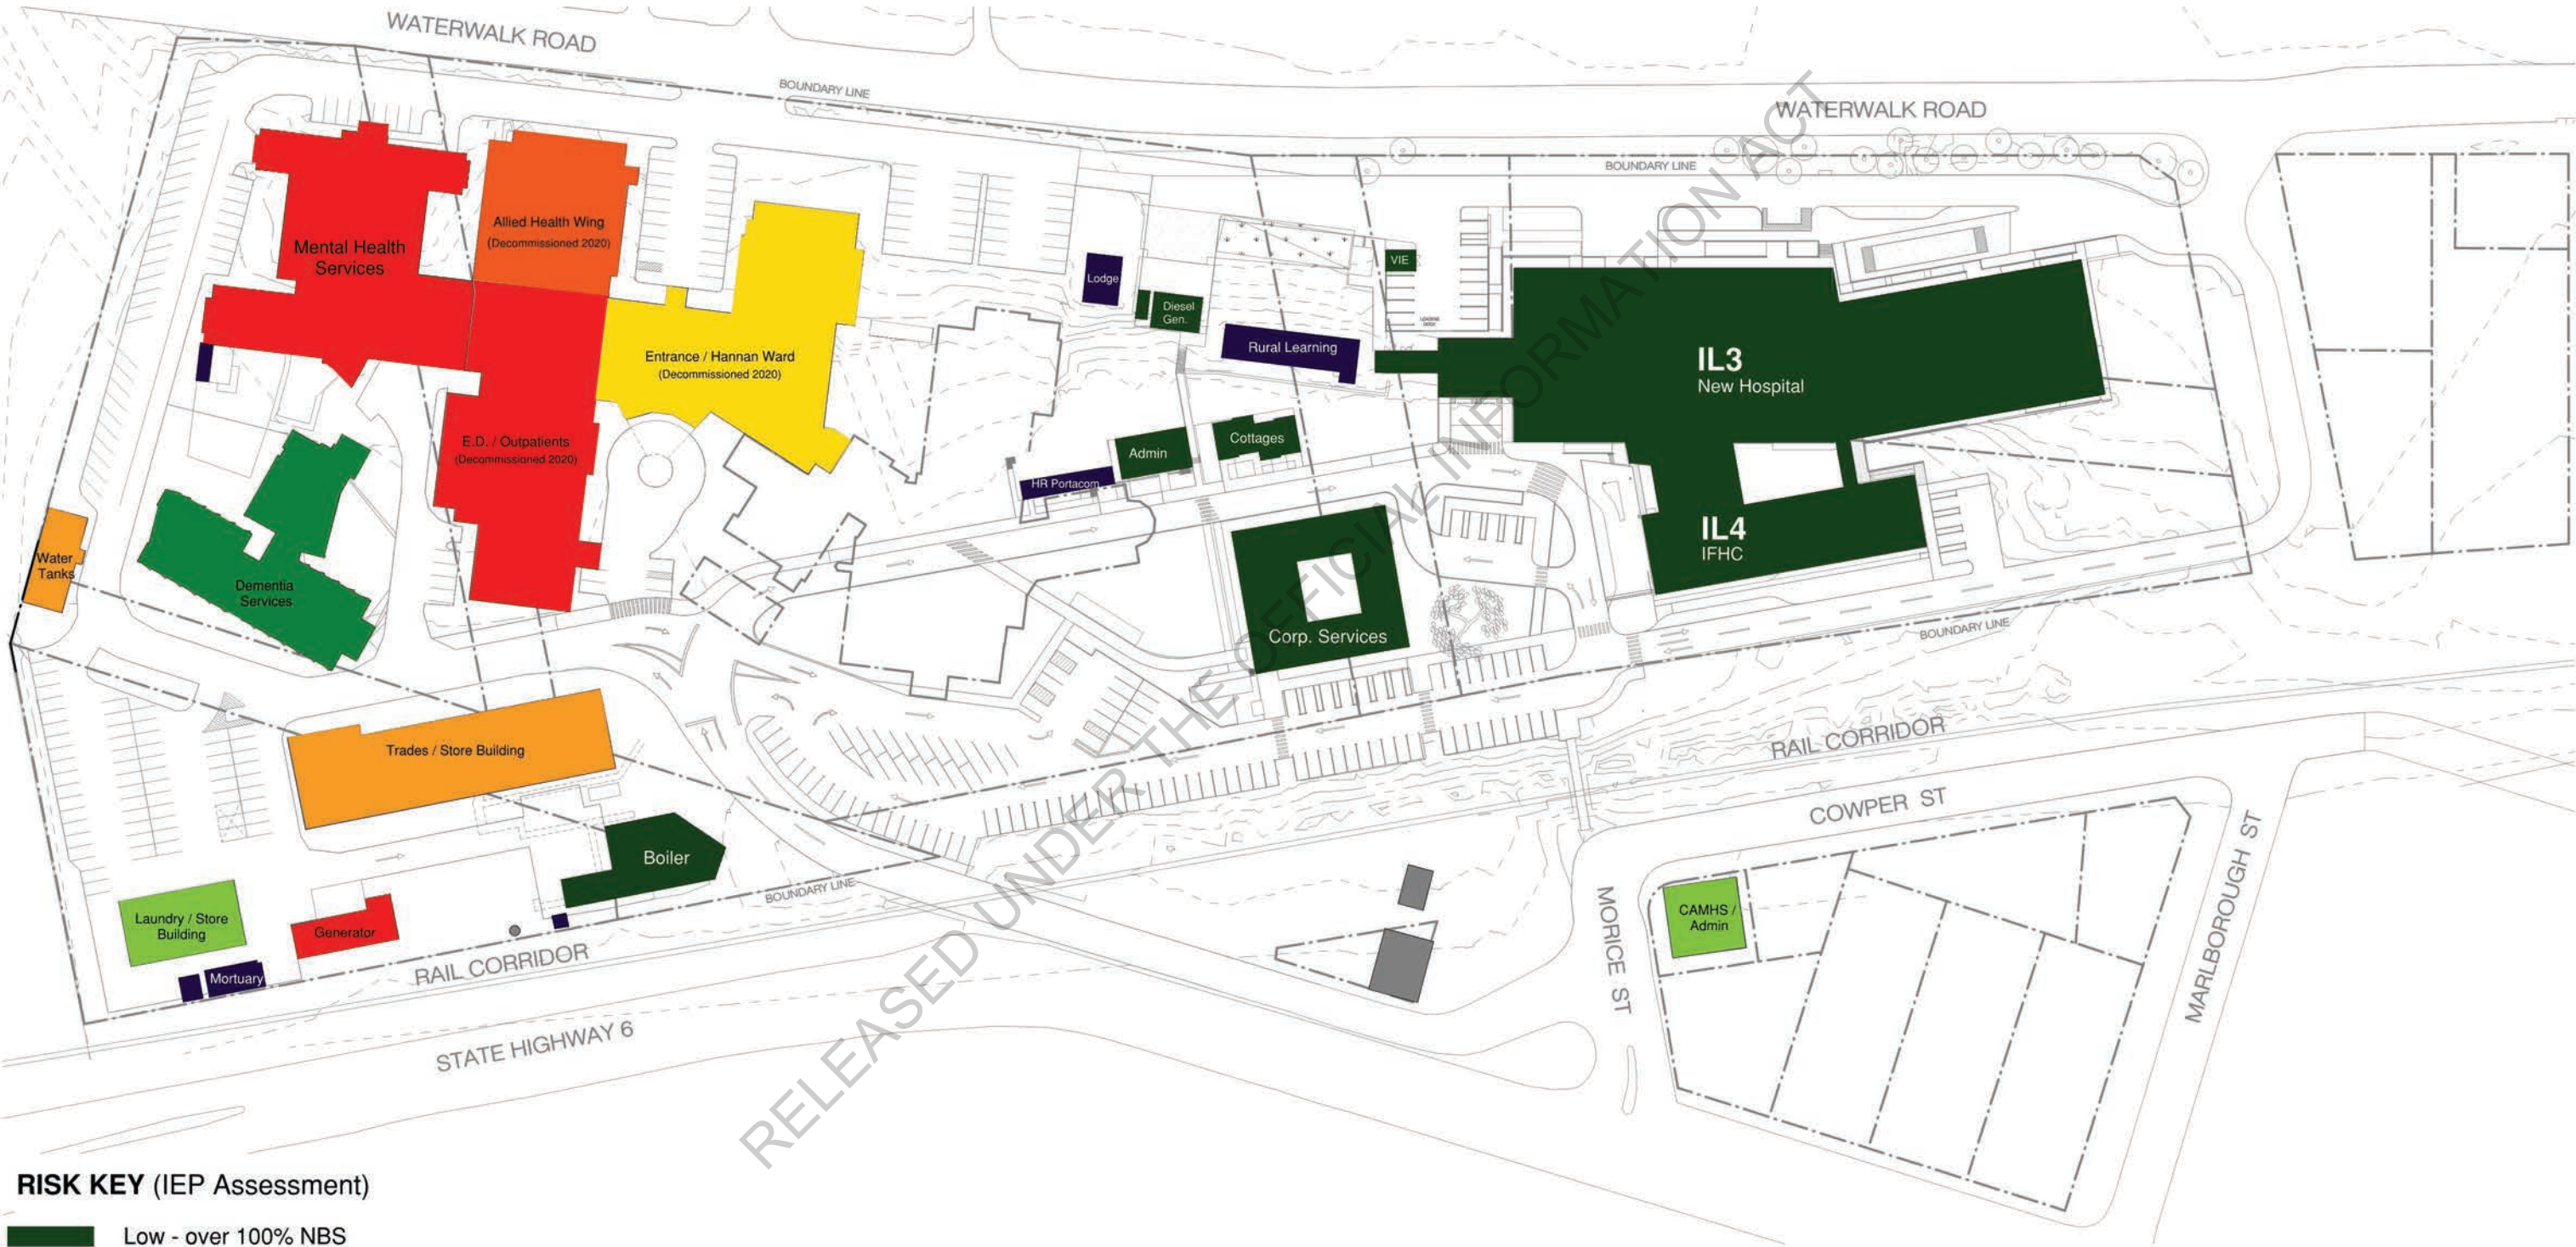 WATERWALK ROAD
BOUNDARY LINE
WATERWALK ROAD
BOUNDARY LINE
Allied Health Wing
(Decommissioned 2020)
Mental Health
Services
Lodge
VIE
Diesel
Gen.
LOADING
DOCK
Rural Learning
Entrance / Hannan Ward
(Decommissioned 2020)
IL3
New Hospital
E.D. / Outpatients
(Decommissioned 2020)
Admin
Cottages
HR Portacom
IL4
IFHC
Water
Tanks
Dementia
Services
Corp. Services
BOUNDARY LINE
Trades / Store Building
RAIL CORRIDOR
COWPER ST
Boiler
BOUNDARY LINE
MORICE ST
CAMHS /
Admin
MARLBOROUGH ST
Laundry / Store
Building
Generator
Mortuary
RAIL CORRIDOR
STATE HIGHWAY 6
RELEASED UNDER THE OFFICIAL INFORMATION ACT
RISK KEY (IEP Assessment)
Low - over 100% NBS